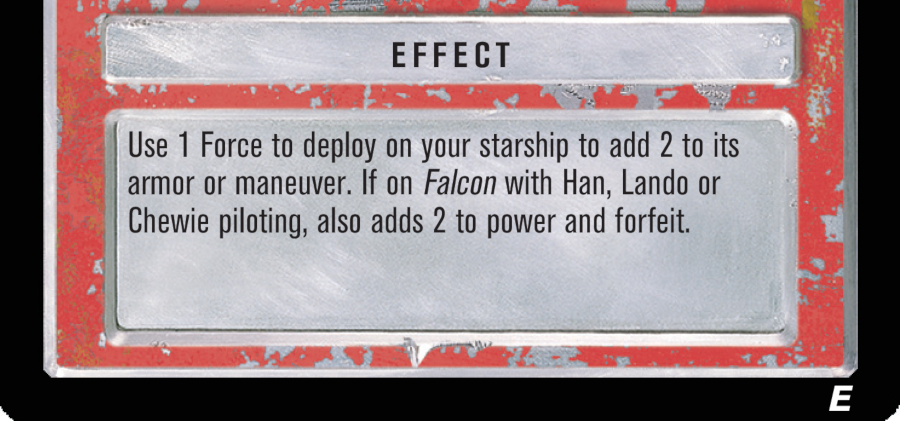 EFFECT
Use 1 Force to deploy on your starship to add 2 to its
armor or maneuver. If on Falcon with Han, Lando or
Chewie piloting, also adds 2 to power and forfeit.
E